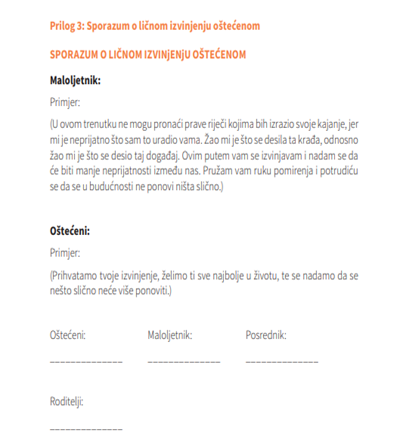 Prilog 3: Sporazum o ličnom izvinjenju oštećenom
SPORAZUM O LIČNOM IZVINJENJU OŠTEĆENOM
Maloljetnik:
Primjer:
(U ovom trenutku ne mogu pronaći prave riječi kojima bih izrazio svoje kajanje, jer
mi je neprijatno što sam to uradio vama. Žao mi je što se desila ta krađa, odnosno
žao mi je što se desio taj događaj. Ovim putem vam se izvinjavam i nadam se da
će biti manje neprijatnosti između nas. Pružam vam ruku pomirenja i potrudiću
se da se u budućnosti ne ponovi ništa slično.)
Oštećeni:
Primjer:
(Prihvatamo tvoje izvinjenje, želimo ti sve najbolje u životu, te se nadamo da se
nešto slično neće više ponoviti.)
Oštećeni: Maloljetnik: Posrednik:
______________ ______________ ______________
Roditelji:
______________